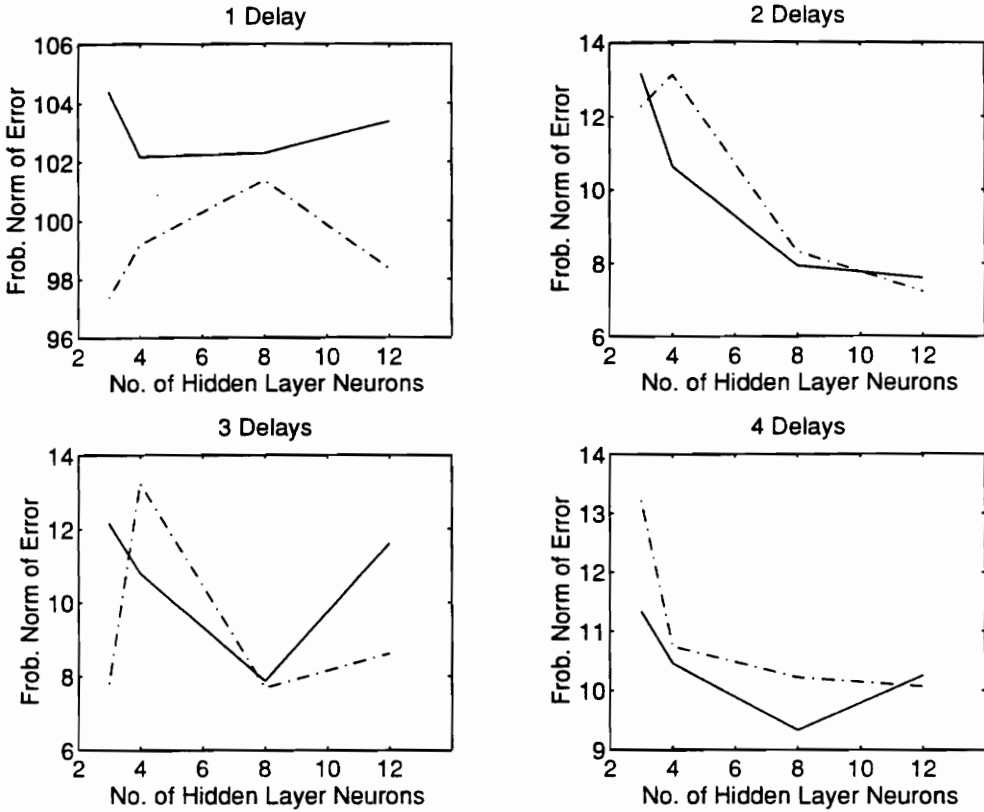 1 Delay
106
104
102
100
98
96
Frob. Norm of Error
2 4 6 8 10 12
No. of Hidden Layer Neurons
2 Delays
14
12
10
8
6
Frob. Norm of Error
2 4 6 8 10 12
No. of Hidden Layer Neurons
3 Delays
14
12
10
8
6
Frob. Norm of Error
2 4 6 8 10 12
No. of Hidden Layer Neurons
4 Delays
14
13
12
11
10
9
Frob. Norm of Error
2 4 6 8 10 12
No. of Hidden Layer Neurons